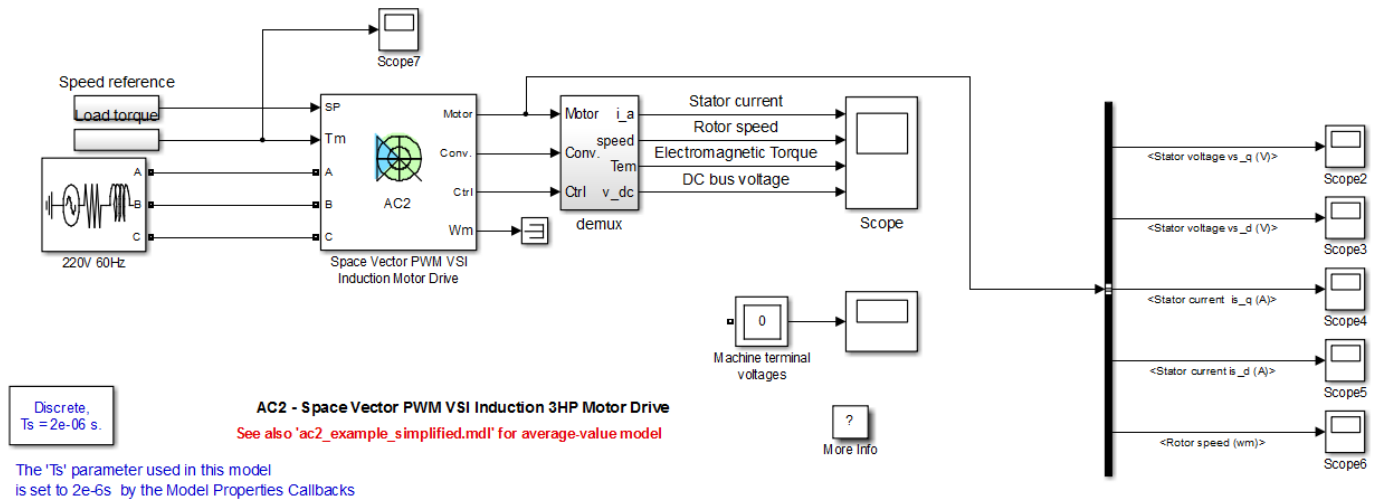 Scope7
Speed reference
Load torque
SP
Tm
A
B
C
Motor
Conv.
Ctrl
Wm
AC2
Space Vector PWM VSI
Induction Motor Drive
A
B
C
220V 60Hz
Motor
Conv.
Ctrl
i_a
speed
Tem
v_dc
demux
Stator current
Rotor speed
Electromagnetic Torque
DC bus voltage
Scope
<Stator voltage vs_q (V)>
Scope2
<Stator voltage vs_d (V)>
Scope3
<Stator current is_q (A)>
Scope4
<Stator current is_d (A)>
Scope5
<Rotor speed (wm)>
Scope6
0
Machine terminal
voltages
Discrete,
Ts = 2e-06 s.
AC2 - Space Vector PWM VSI Induction 3HP Motor Drive
See also 'ac2_example_simplified.mdl' for average-value model
?
More Info
The 'Ts' parameter used in this model
is set to 2e-6s by the Model Properties Callbacks